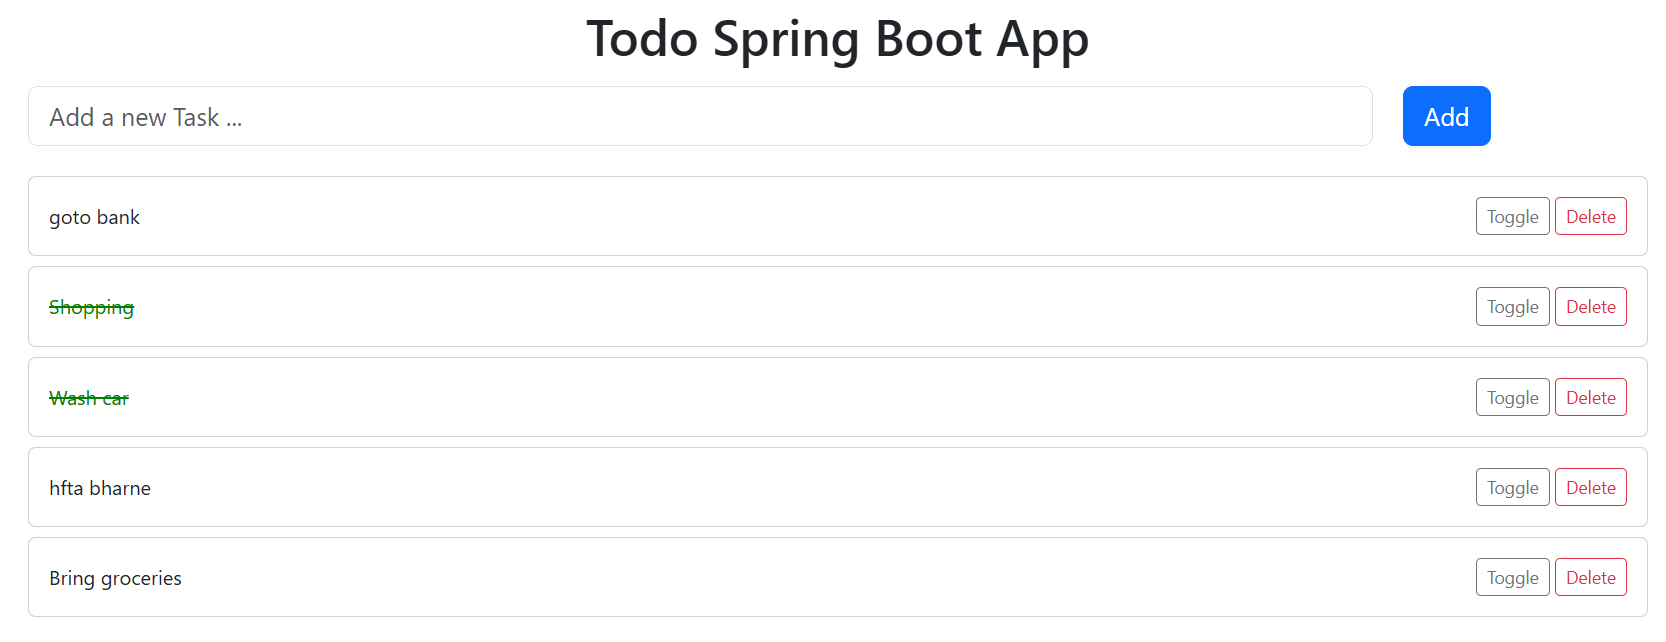 Todo Spring Boot App
Add a new Task ...
Add
goto bank
Toggle
Delete
Shopping
Toggle
Delete
Wash car
Toggle
Delete
hfta bharne
Toggle
Delete
Bring groceries
Toggle
Delete